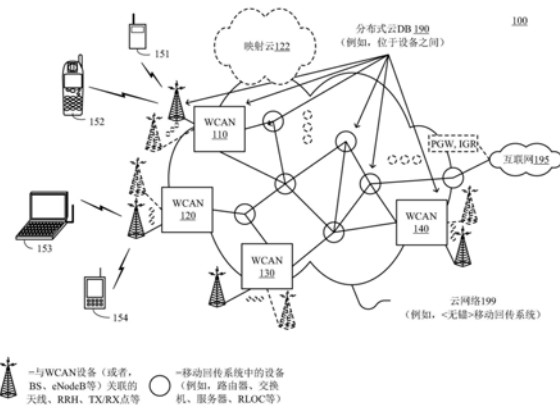 100
分布式云DB 190
(例如，位于设备之间)
映射云122
151
152
WCAN
110
PGW, IGR
互联网195
WCAN
120
WCAN
140
153
WCAN
130
154
云网络199
(例如，<无锚>移动回传系统)
=与WCAN设备（或者，
BS、eNodeB等）关联的
天线、RRH、TX/RX点等
=移动回传系统中的设备
(例如，路由器、交换
机、服务器、RLOC等)